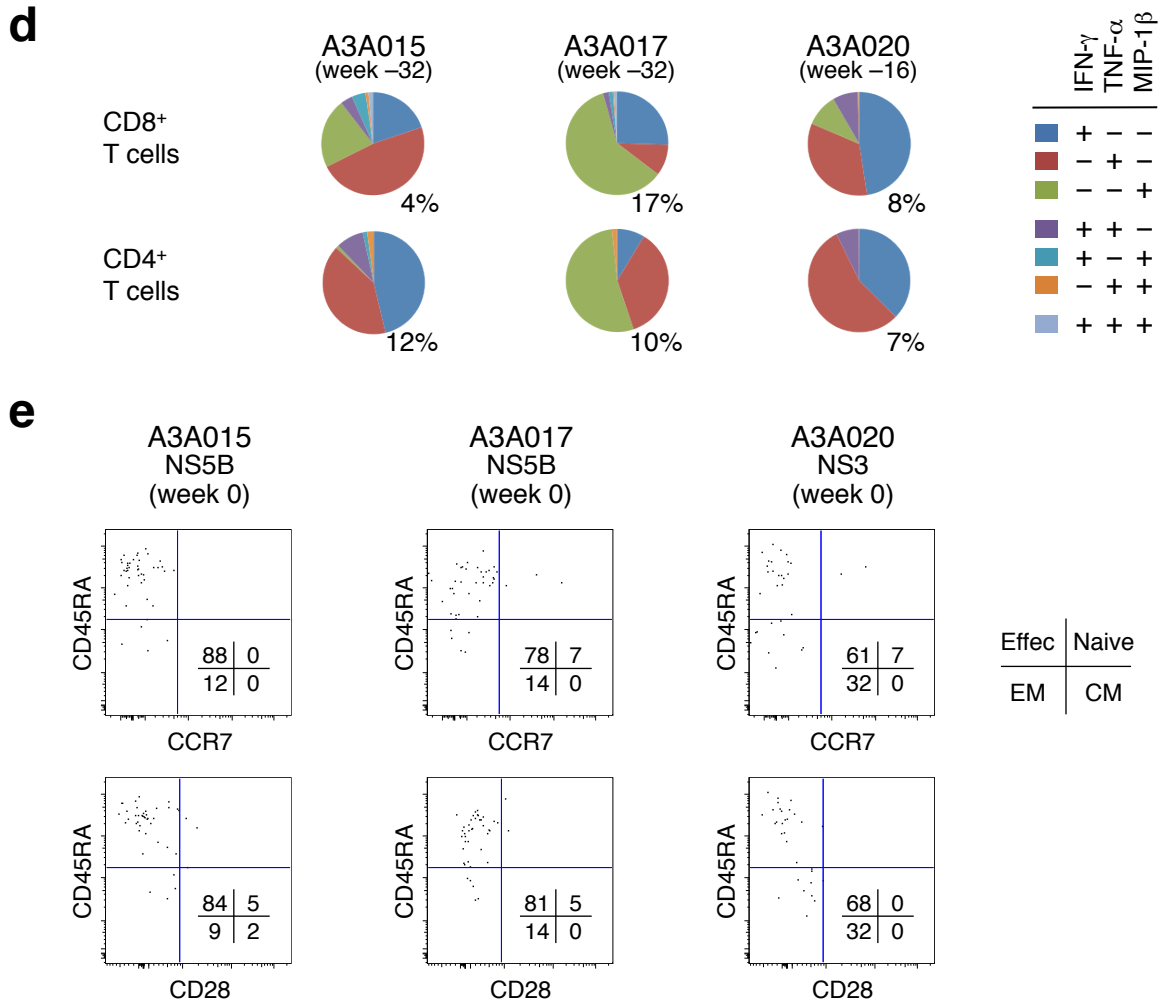 d
A3A015
(week –32)
A3A017
(week –32)
A3A020
(week –16)
IFN-γ
TNF-α
MIP-1β
CD8+
T cells
4%
17%
8%
CD4+
T cells
12%
10%
7%
+ – –
– + –
– – +
+ + –
+ – +
– + +
+ + +
e
A3A015
NS5B
(week 0)
A3A017
NS5B
(week 0)
A3A020
NS3
(week 0)
CD45RA
88 0
12 0
CCR7
CD45RA
78 7
14 0
CCR7
CD45RA
61 7
32 0
CCR7
Effec Naive
EM CM
CD45RA
84 5
9 2
CD28
CD45RA
81 5
14 0
CD28
CD45RA
68 0
32 0
CD28